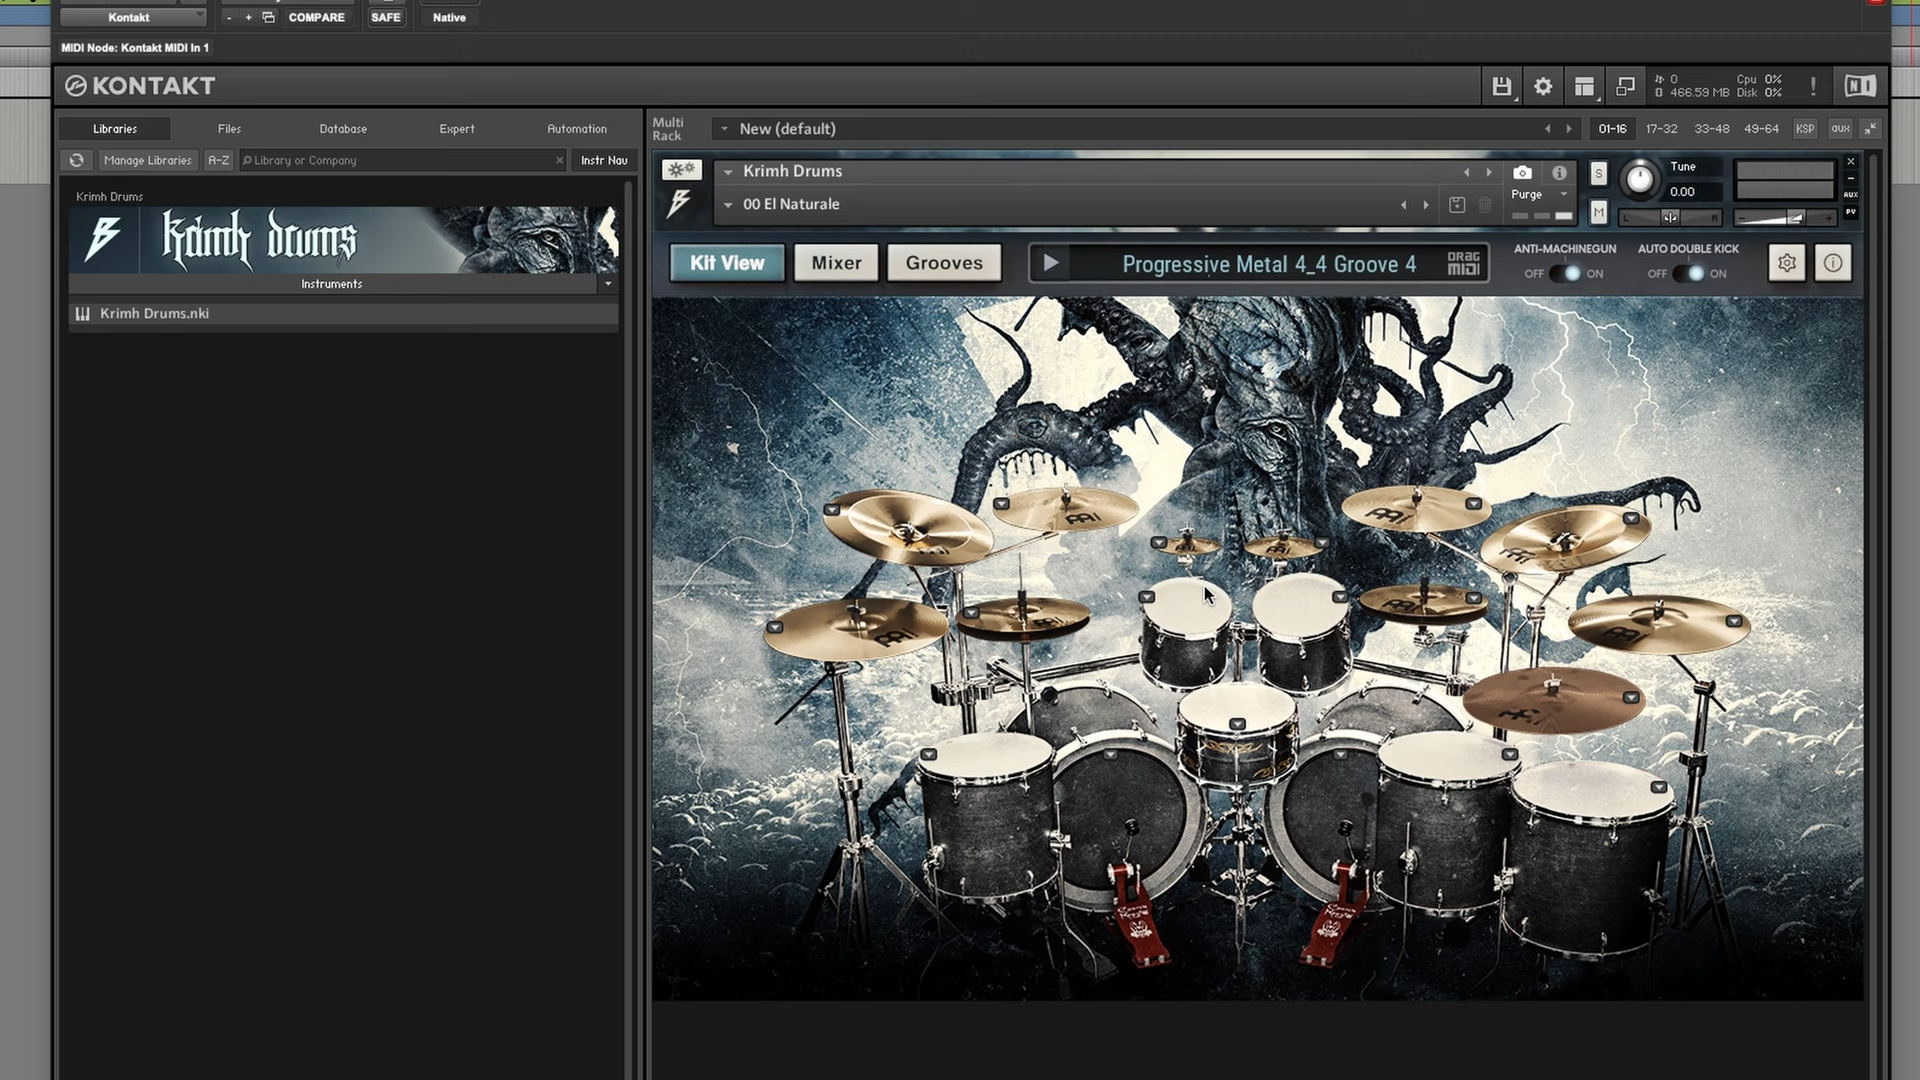 Kontakt
- + COMPARE SAFE Native
MIDI Node: Kontakt MIDI In 1
KONTAKT
0 Cpu 0%
466.59 MB Disk 0%
!
Libraries Files Database Expert Automation
Multi Rack New (default) 01-16 17-32 33-48 49-64 KSP aux
Manage Libraries A-Z Library or Company × Instr Nav
Krimh Drums
krimh drums
Instruments
Krimh Drums.nki
Krimh Drums
Purge
S Tune
0.00
AUX
00 El Naturale
M L R - +
PV
Kit View Mixer Grooves Progressive Metal 4_4 Groove 4 DRAG MIDI
ANTI-MACHINEGUN
OFF ON
AUTO DOUBLE KICK
OFF ON